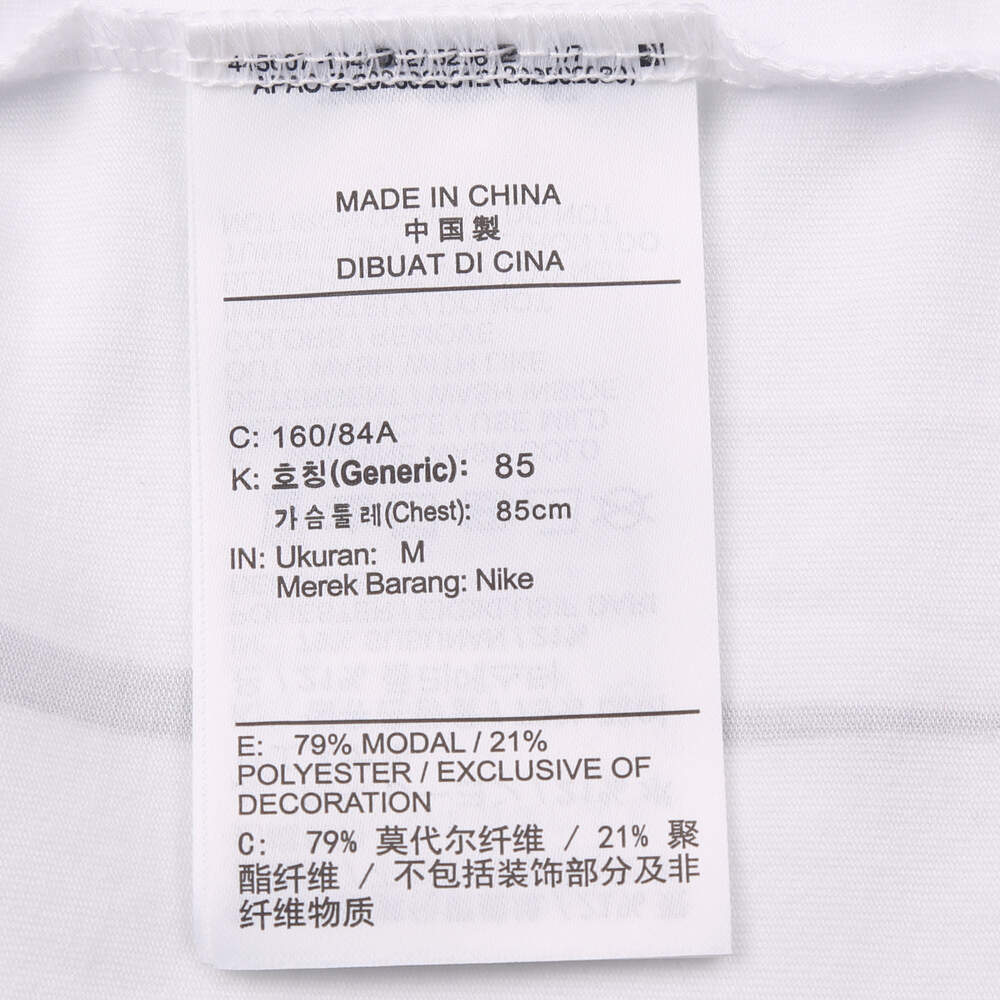 MADE IN CHINA
中国製
DIBUAT DI CINA
C: 160/84A
K: 호칭(Generic): 85
가슴둘레(Chest): 85cm
IN: Ukuran: M
Merek Barang: Nike
E: 79% MODAL / 21%
POLYESTER / EXCLUSIVE OF
DECORATION
C: 79% 莫代尔纤维 / 21% 聚
酯纤维 / 不包括装饰部分及非
纤维物质